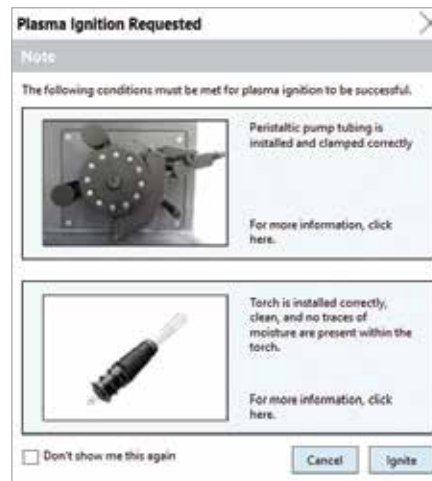 Plasma Ignition Requested
Note
The following conditions must be met for plasma ignition to be successful.
Peristaltic pump tubing is
installed and clamped correctly
For more information, click
here.
Torch is installed correctly,
clean, and no traces of
moisture are present within the
torch.
For more information, click
here.
Don't show me this again
Cancel
Ignite